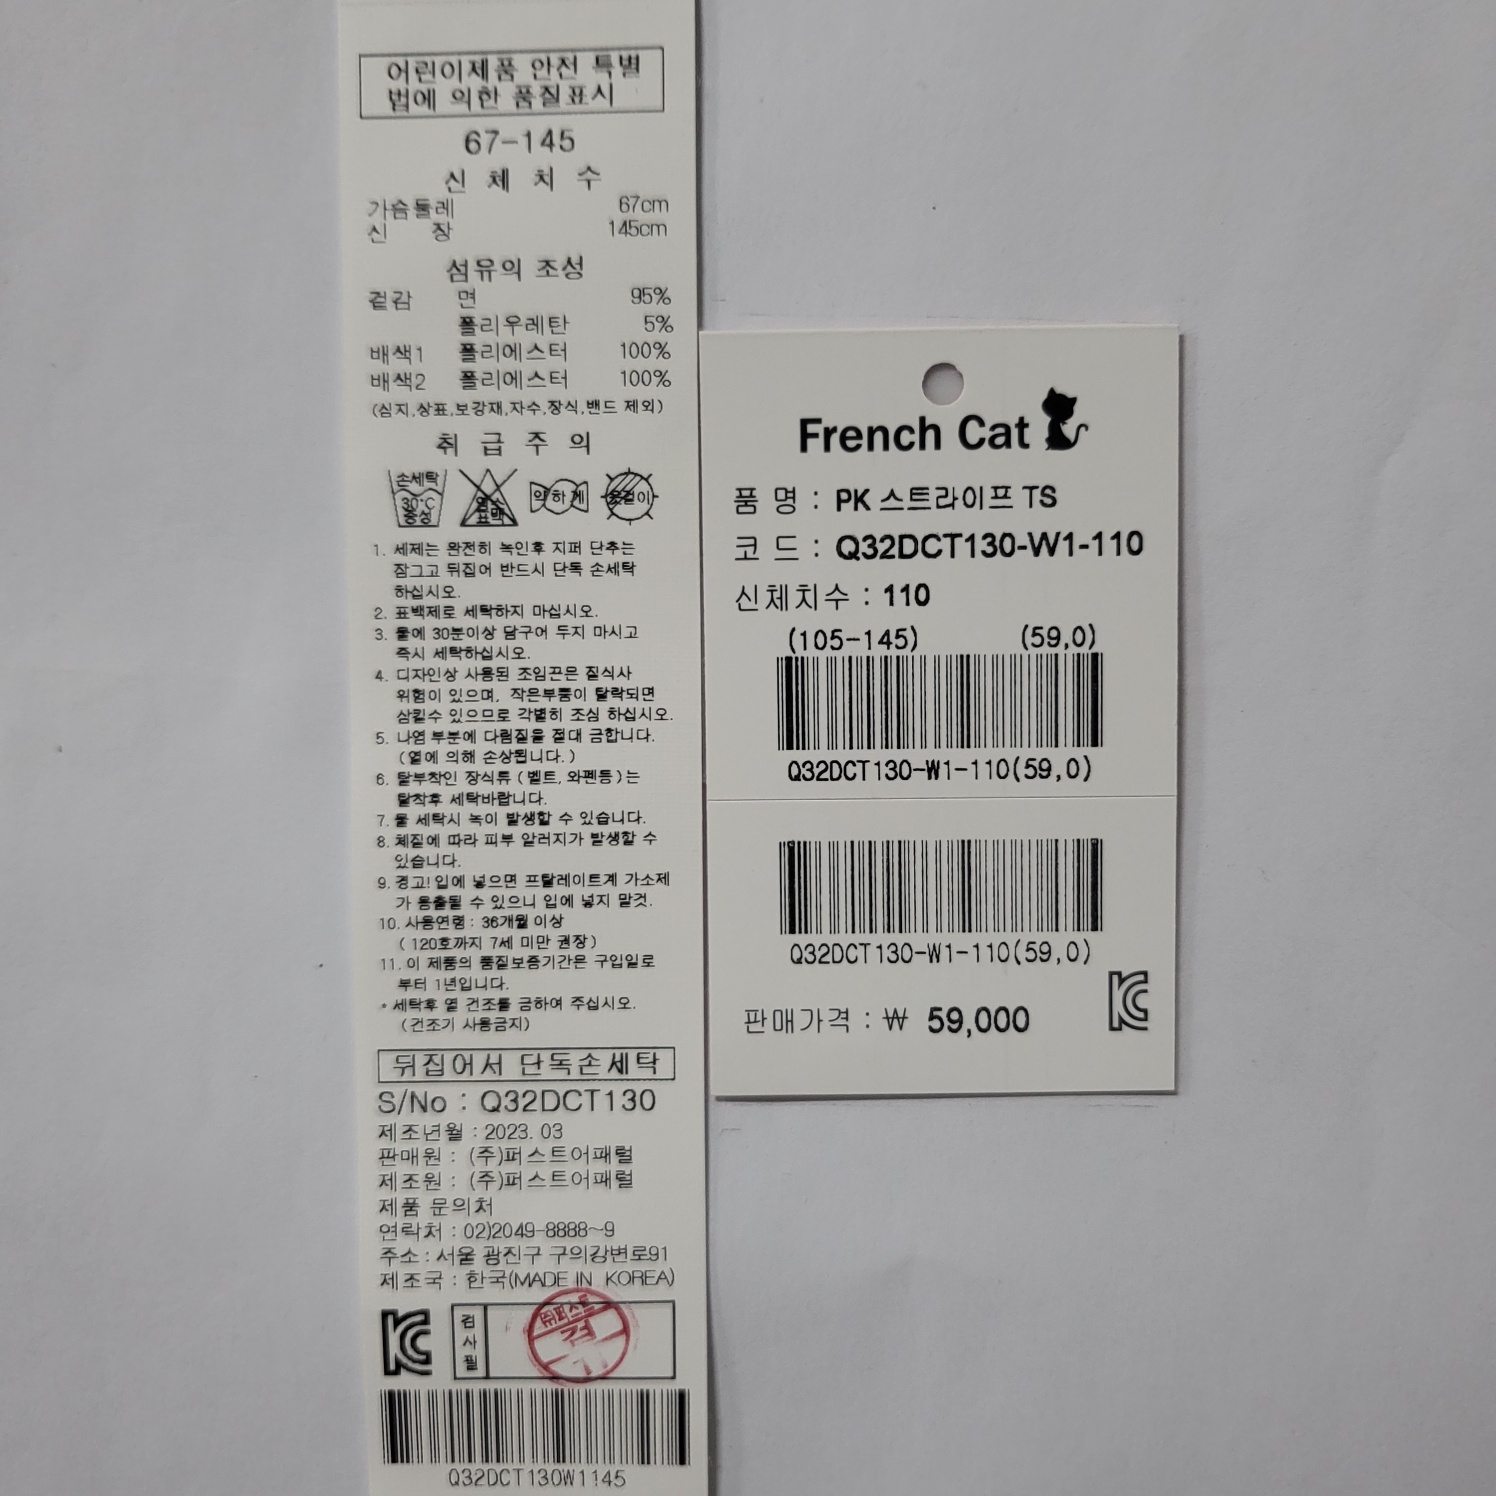 어린이제품 안전 특별
법에 의한 품질표시
67-145
신 체 치 수
가슴둘레 67cm
신 장 145cm
섬유의 조성
겉감 면 95%
폴리우레탄 5%
배색1 폴리에스터 100%
배색2 폴리에스터 100%
(심지,상표,보강재,자수,장식,밴드 제외)
취 급 주 의
손세탁
30°C
중성
염소
표백
약하게
옷걸이
1. 세제는 완전히 녹인후 지퍼 단추는
잠그고 뒤집어 반드시 단독 손세탁
하십시오.
2. 표백제로 세탁하지 마십시오.
3. 물에 30분이상 담구어 두지 마시고
즉시 세탁하십시오.
4. 디자인상 사용된 조임끈은 질식사
위험이 있으며, 작은부품이 탈락되면
삼킬수 있으므로 각별히 조심 하십시오.
5. 나염 부분에 다림질을 절대 금합니다.
(열에 의해 손상됩니다.)
6. 탈부착인 장식류 (벨트, 와펜등)는
탈착후 세탁바랍니다.
7. 물 세탁시 녹이 발생할 수 있습니다.
8. 체질에 따라 피부 알러지가 발생할 수
있습니다.
9. 경고! 입에 넣으면 프탈레이트계 가소제
가 용출될 수 있으니 입에 넣지 말것.
10. 사용연령 : 36개월 이상
( 120호까지 7세 미만 권장)
11. 이 제품의 품질보증기간은 구입일로
부터 1년입니다.
* 세탁후 열 건조를 금하여 주십시오.
(건조기 사용금지)
뒤집어서 단독손세탁
S/No : Q32DCT130
제조년월 : 2023. 03
판매원 : (주)퍼스트어패럴
제조원 : (주)퍼스트어패럴
제품 문의처
연락처 : 02)2049-8888~9
주소 : 서울 광진구 구의강변로91
제조국 : 한국(MADE IN KOREA)
KC
검사필
㈜퍼스트
검
Q32DCT130W1145
French Cat
품 명 : PK 스트라이프 TS
코 드 : Q32DCT130-W1-110
신체치수 : 110
(105-145) (59,0)
Q32DCT130-W1-110(59,0)
Q32DCT130-W1-110(59,0)
KC
판매가격 : ₩ 59,000